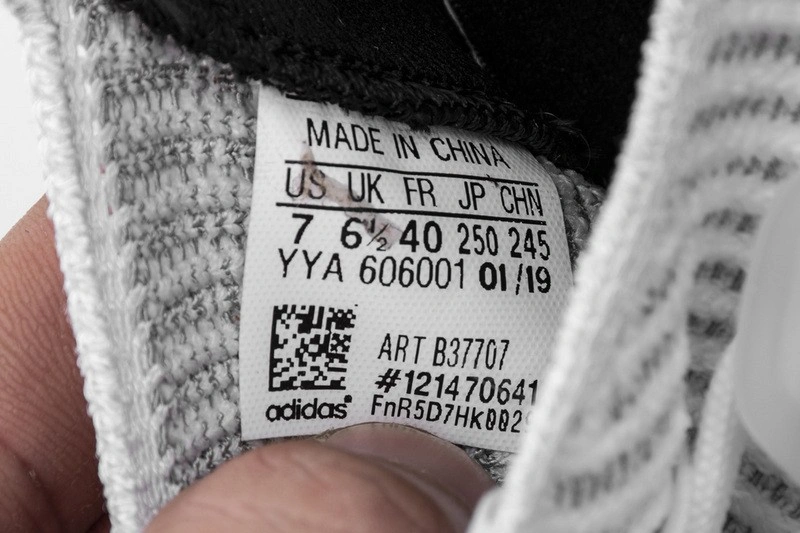 MADE IN CHINA
US UK FR JP CHN
7 6½ 40 250 245
YYA 606001 01/19
ART B37707
#121470641
adidas FnR5D7HK0029